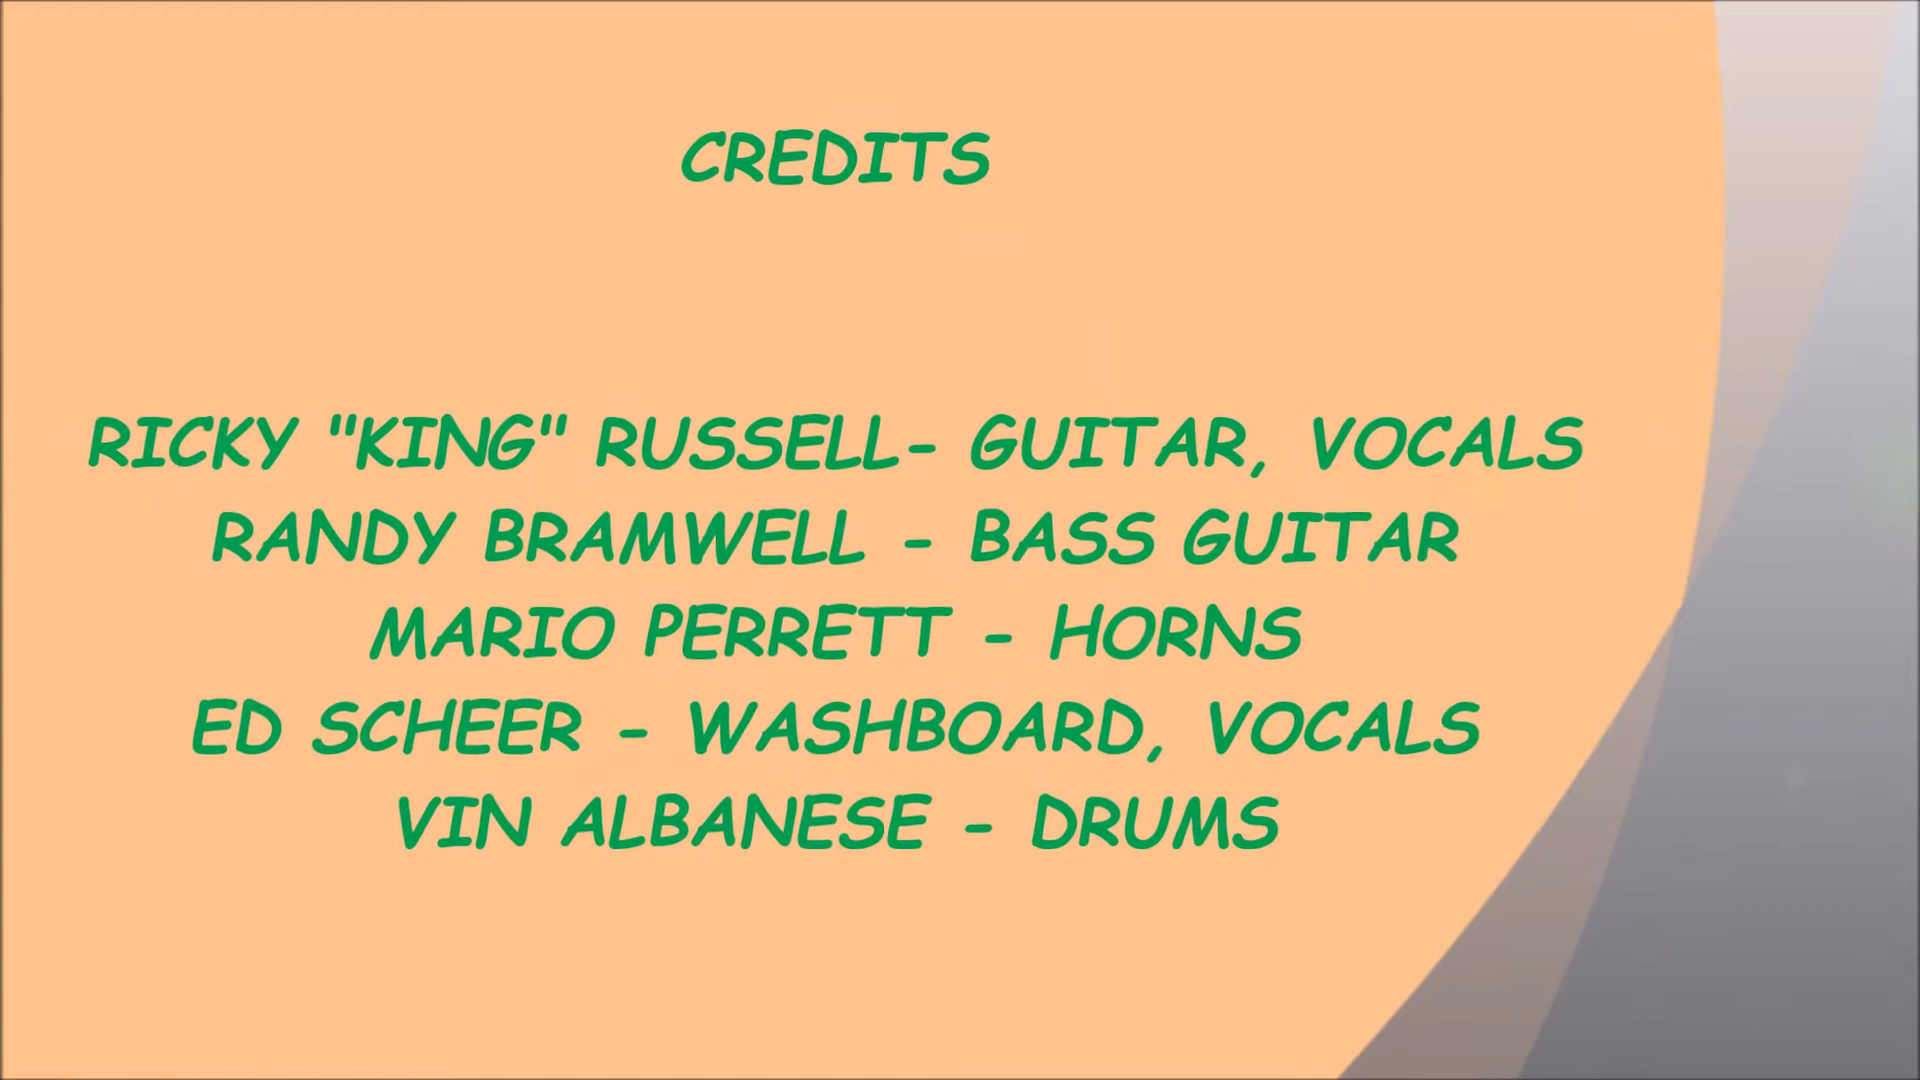 CREDITS
RICKY "KING" RUSSELL- GUITAR, VOCALS
RANDY BRAMWELL - BASS GUITAR
MARIO PERRETT - HORNS
ED SCHEER - WASHBOARD, VOCALS
VIN ALBANESE - DRUMS